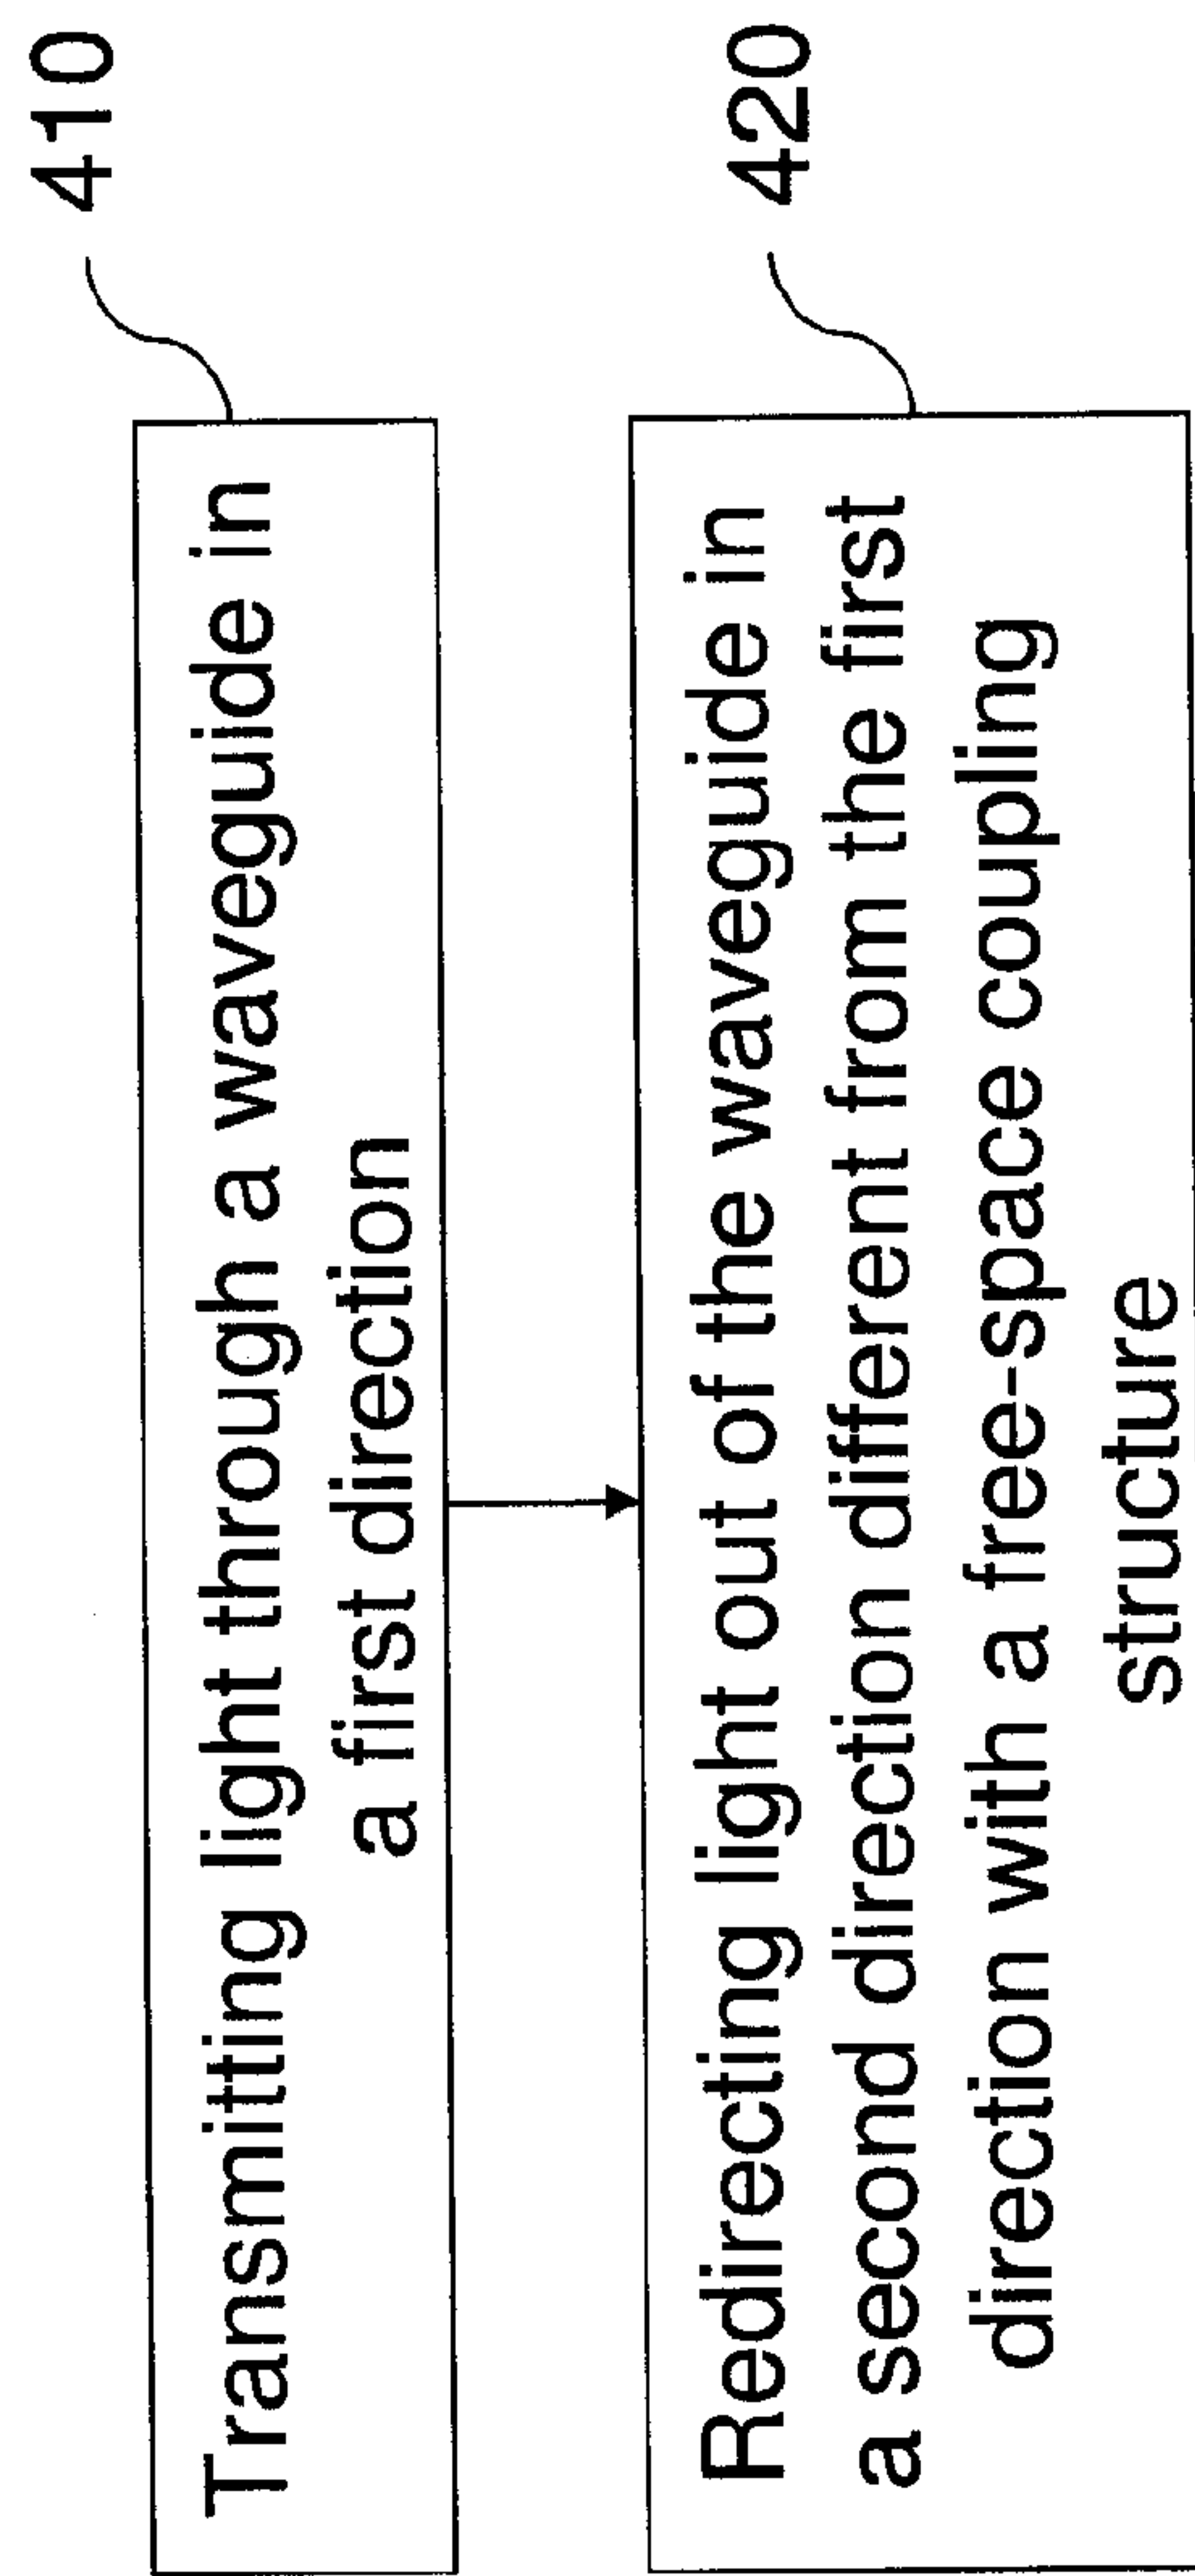 410
Transmitting light through a waveguide in
a first direction
420
Redirecting light out of the waveguide in
a second direction different from the first
direction with a free-space coupling
structure